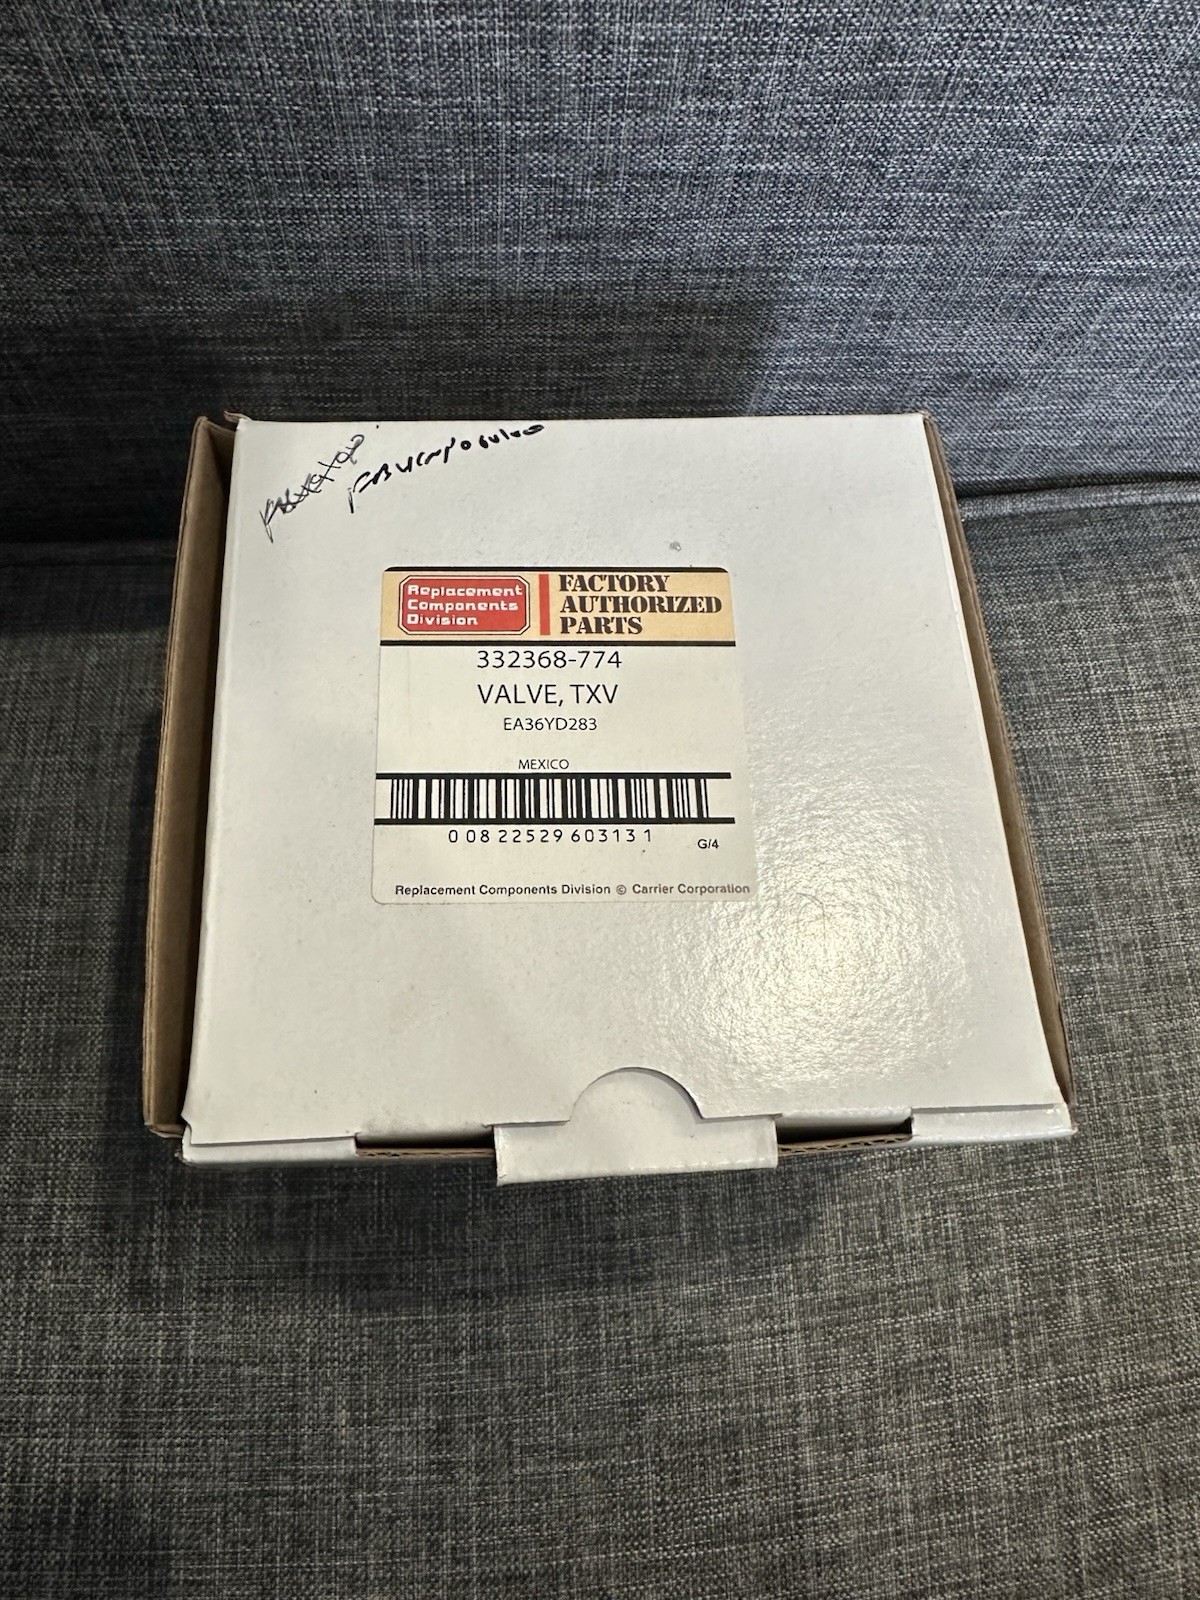 Replacement
Components
Division
FACTORY
AUTHORIZED
PARTS
332368-774
VALVE, TXV
EA36YD283
MEXICO
0 08 22529 60313 1
G/4
Replacement Components Division © Carrier Corporation